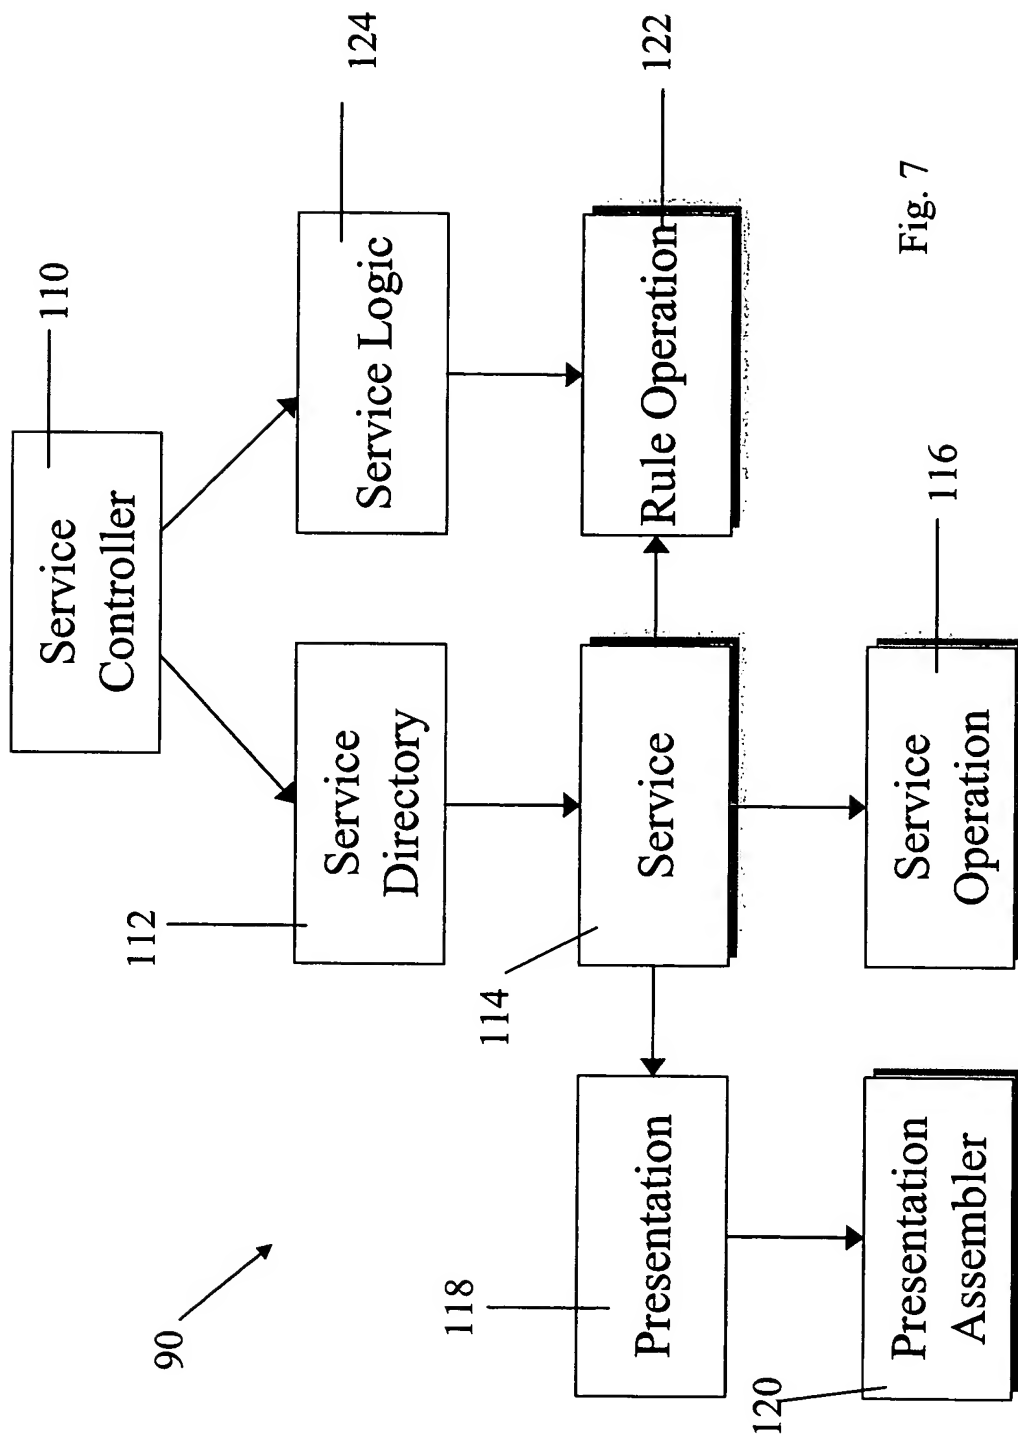 110
Service
Controller
124
Service Logic
112
Service
Directory
122
Rule Operation
114
Service
116
Service
Operation
118
Presentation
120
Presentation
Assembler
90
Fig. 7